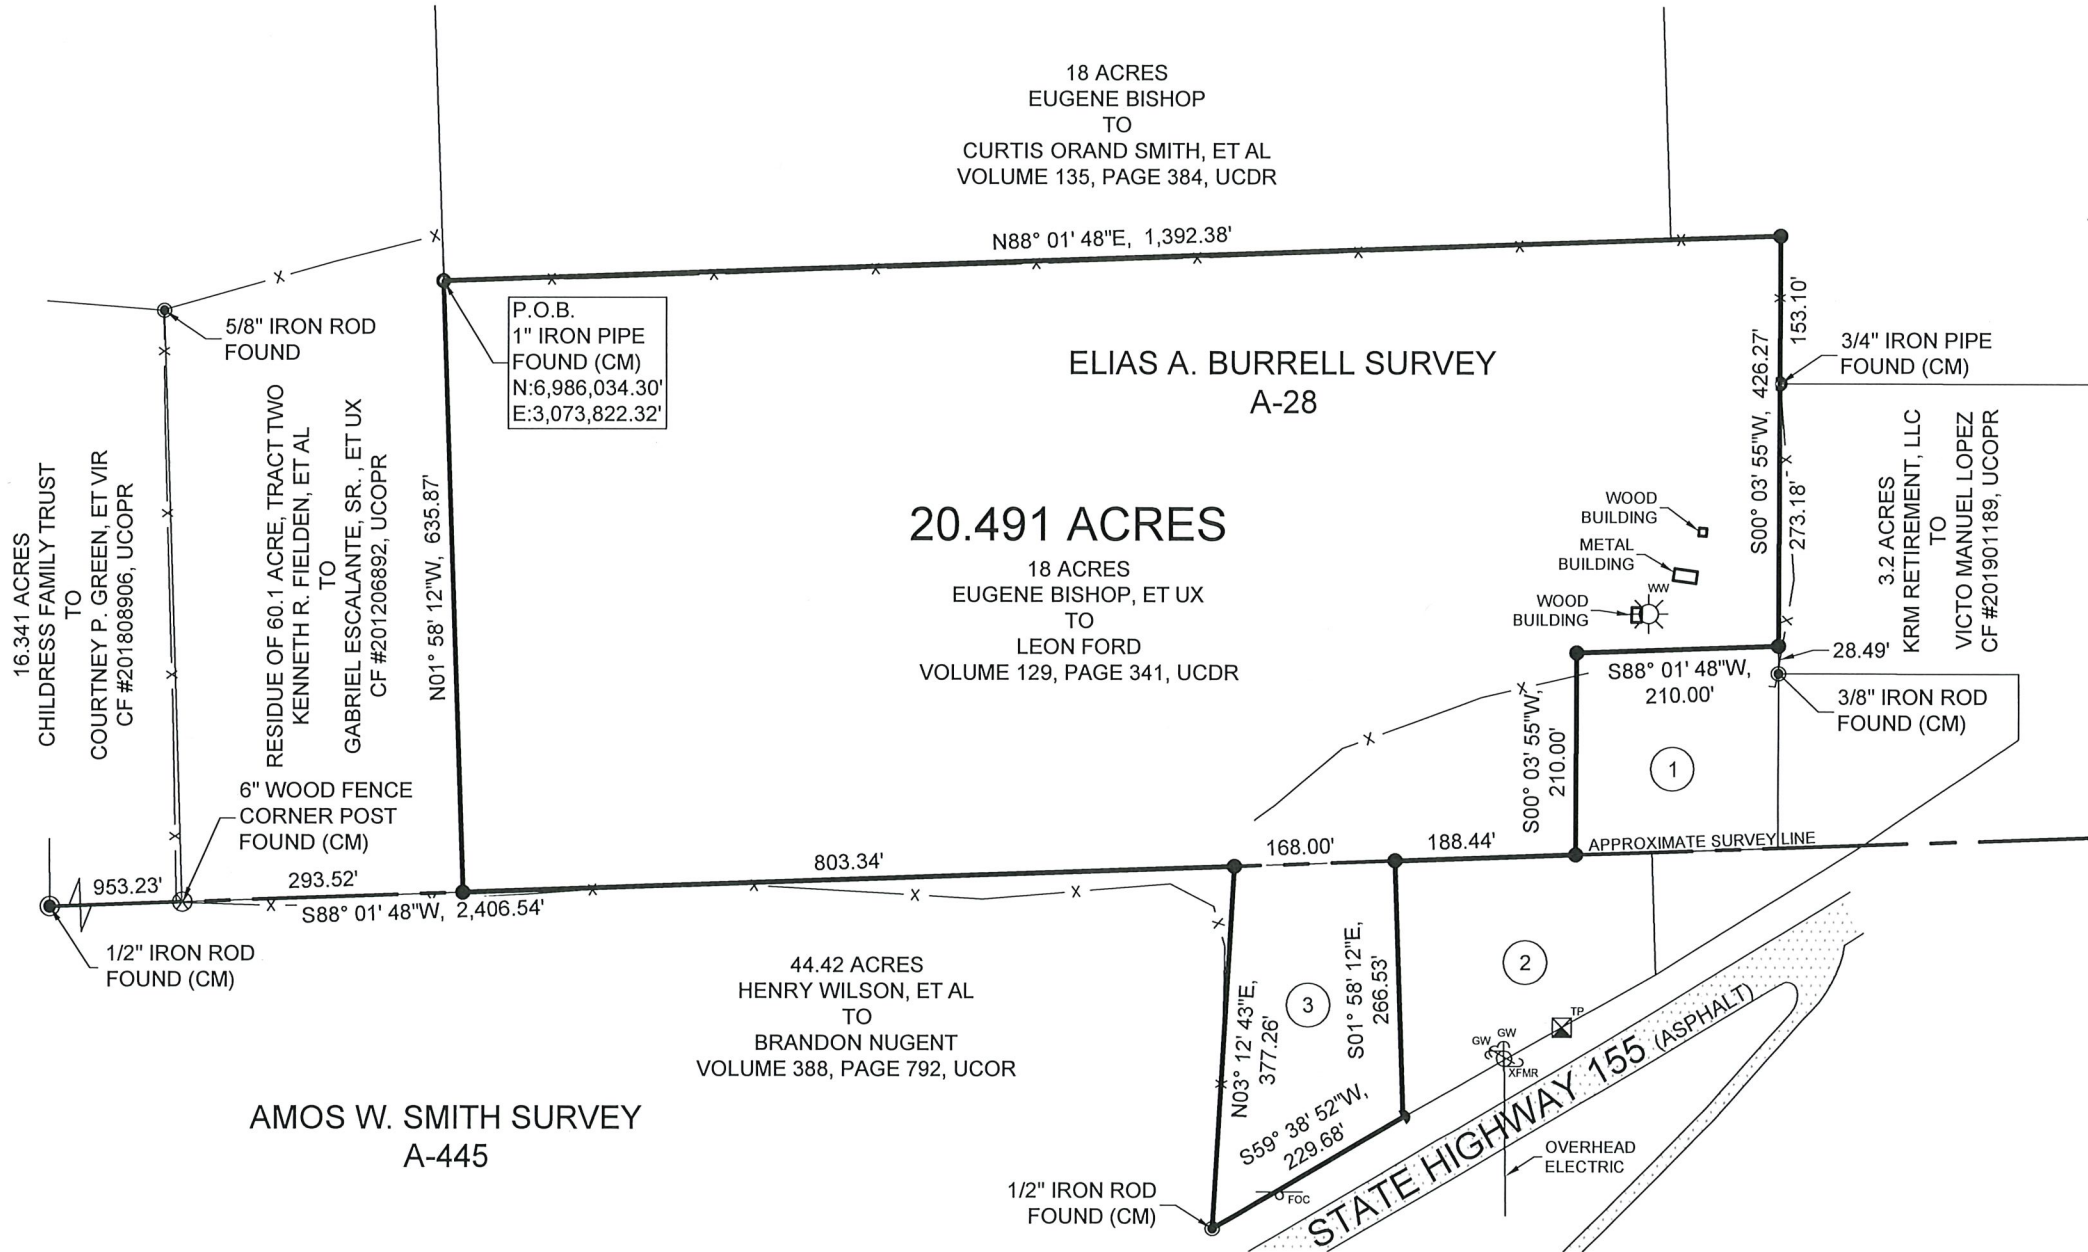 18 ACRES
EUGENE BISHOP
TO
CURTIS ORAND SMITH, ET AL
VOLUME 135, PAGE 384, UCDR
N88° 01' 48"E, 1,392.38'
P.O.B.
1" IRON PIPE
FOUND (CM)
N:6,986,034.30'
E:3,073,822.32'
5/8" IRON ROD
FOUND
ELIAS A. BURRELL SURVEY
A-28
S00° 03' 55"W, 426.27'
153.10'
273.18'
3/4" IRON PIPE
FOUND (CM)
16.341 ACRES
CHILDRESS FAMILY TRUST
TO
COURTNEY P. GREEN, ET VIR
CF #201808906, UCOPR
RESIDUE OF 60.1 ACRE, TRACT TWO
KENNETH R. FIELDEN, ET AL
TO
GABRIEL ESCALANTE, SR., ET UX
CF #201206892, UCOPR
N01° 58' 12"W, 635.87'
20.491 ACRES
18 ACRES
EUGENE BISHOP, ET UX
TO
LEON FORD
VOLUME 129, PAGE 341, UCDR
WOOD
BUILDING
METAL
BUILDING
WW
WOOD
BUILDING
3.2 ACRES
KRM RETIREMENT, LLC
TO
VICTO MANUEL LOPEZ
CF #201901189, UCOPR
28.49'
S88° 01' 48"W,
210.00'
3/8" IRON ROD
FOUND (CM)
S00° 03' 55"W,
210.00'
1
6" WOOD FENCE
CORNER POST
FOUND (CM)
953.23'
293.52'
803.34'
168.00'
188.44'
APPROXIMATE SURVEY LINE
S88° 01' 48"W, 2,406.54'
1/2" IRON ROD
FOUND (CM)
44.42 ACRES
HENRY WILSON, ET AL
TO
BRANDON NUGENT
VOLUME 388, PAGE 792, UCOR
N03° 12' 43"E,
377.26'
3
S01° 58' 12"E,
266.53'
2
TP
GW
GW
XFMR
S59° 38' 52"W,
229.68'
STATE HIGHWAY 155 (ASPHALT)
AMOS W. SMITH SURVEY
A-445
OVERHEAD
ELECTRIC
1/2" IRON ROD
FOUND (CM)
FOC